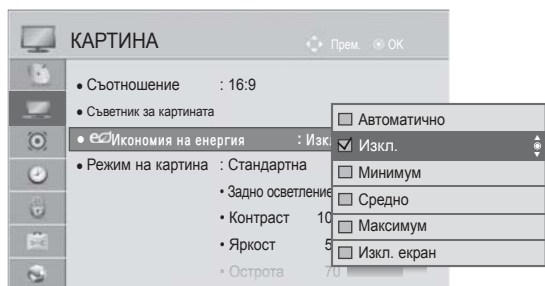 КАРТИНА
Прем. OK
• Съотношение : 16:9
• Съветник за картината
• Икономия на енергия : Изк
• Режим на картина : Стандартна
• Задно осветление
• Контраст 10
• Яркост 5
• Острота 70
Автоматично
Изкл.
Минимум
Средно
Максимум
Изкл. екран